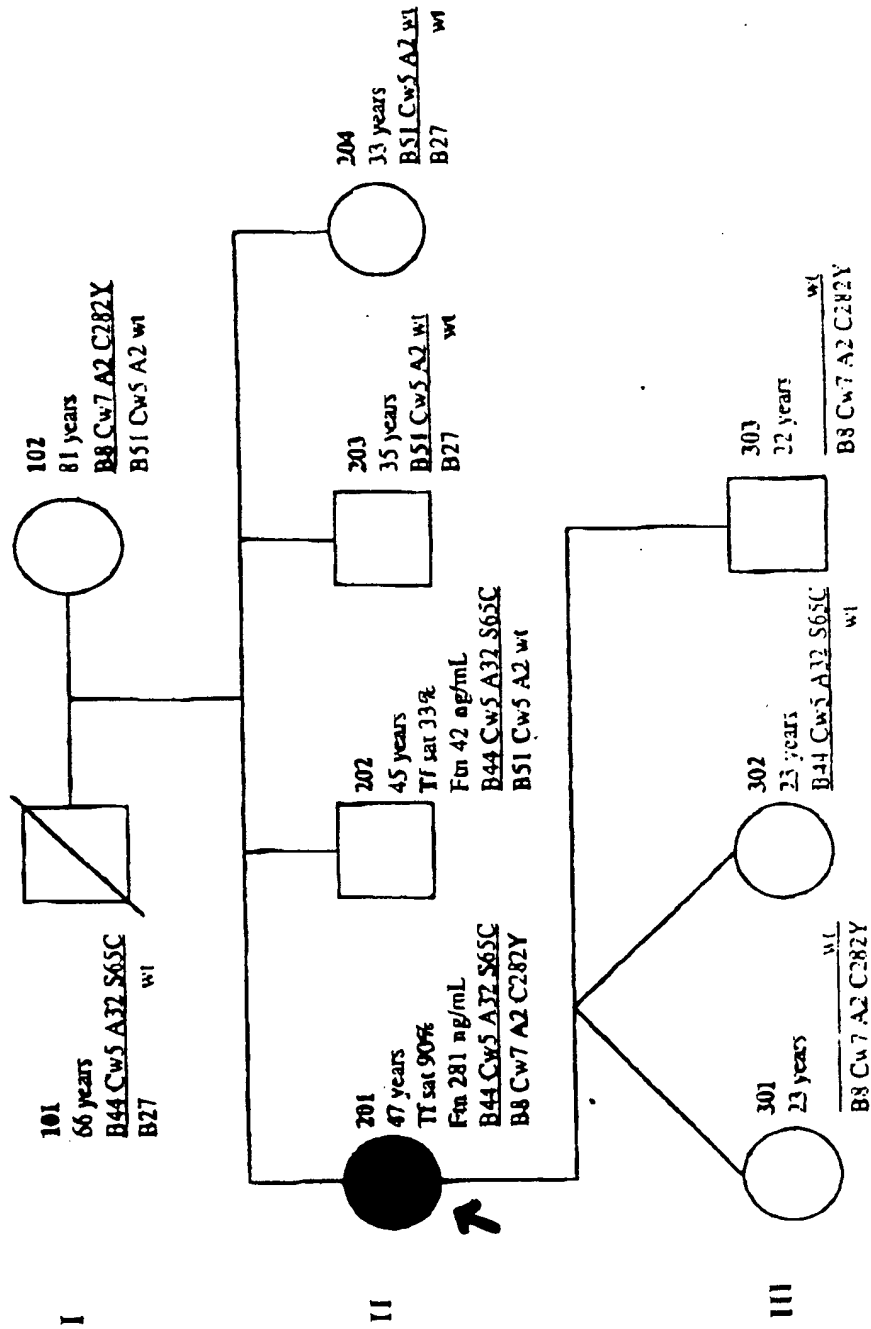 I
101
66 years
B44 Cw5 A32 S65C
B27 wt
102
81 years
B8 Cw7 A2 C282Y
B51 Cw5 A2 wt
II
201
47 years
Tf sat 90%
Ftn 281 ng/mL
B44 Cw5 A32 S65C
B8 Cw7 A2 C282Y
202
45 years
Tf sat 33%
Ftn 42 ng/mL
B44 Cw5 A32 S65C
B51 Cw5 A2 wt
203
35 years
B51 Cw5 A2 wt
B27 wt
204
33 years
B51 Cw5 A2 wt
B27 wt
III
301
23 years
wt
B8 Cw7 A2 C282Y
302
23 years
B44 Cw5 A32 S65C
wt
303
22 years
wt
B8 Cw7 A2 C282Y